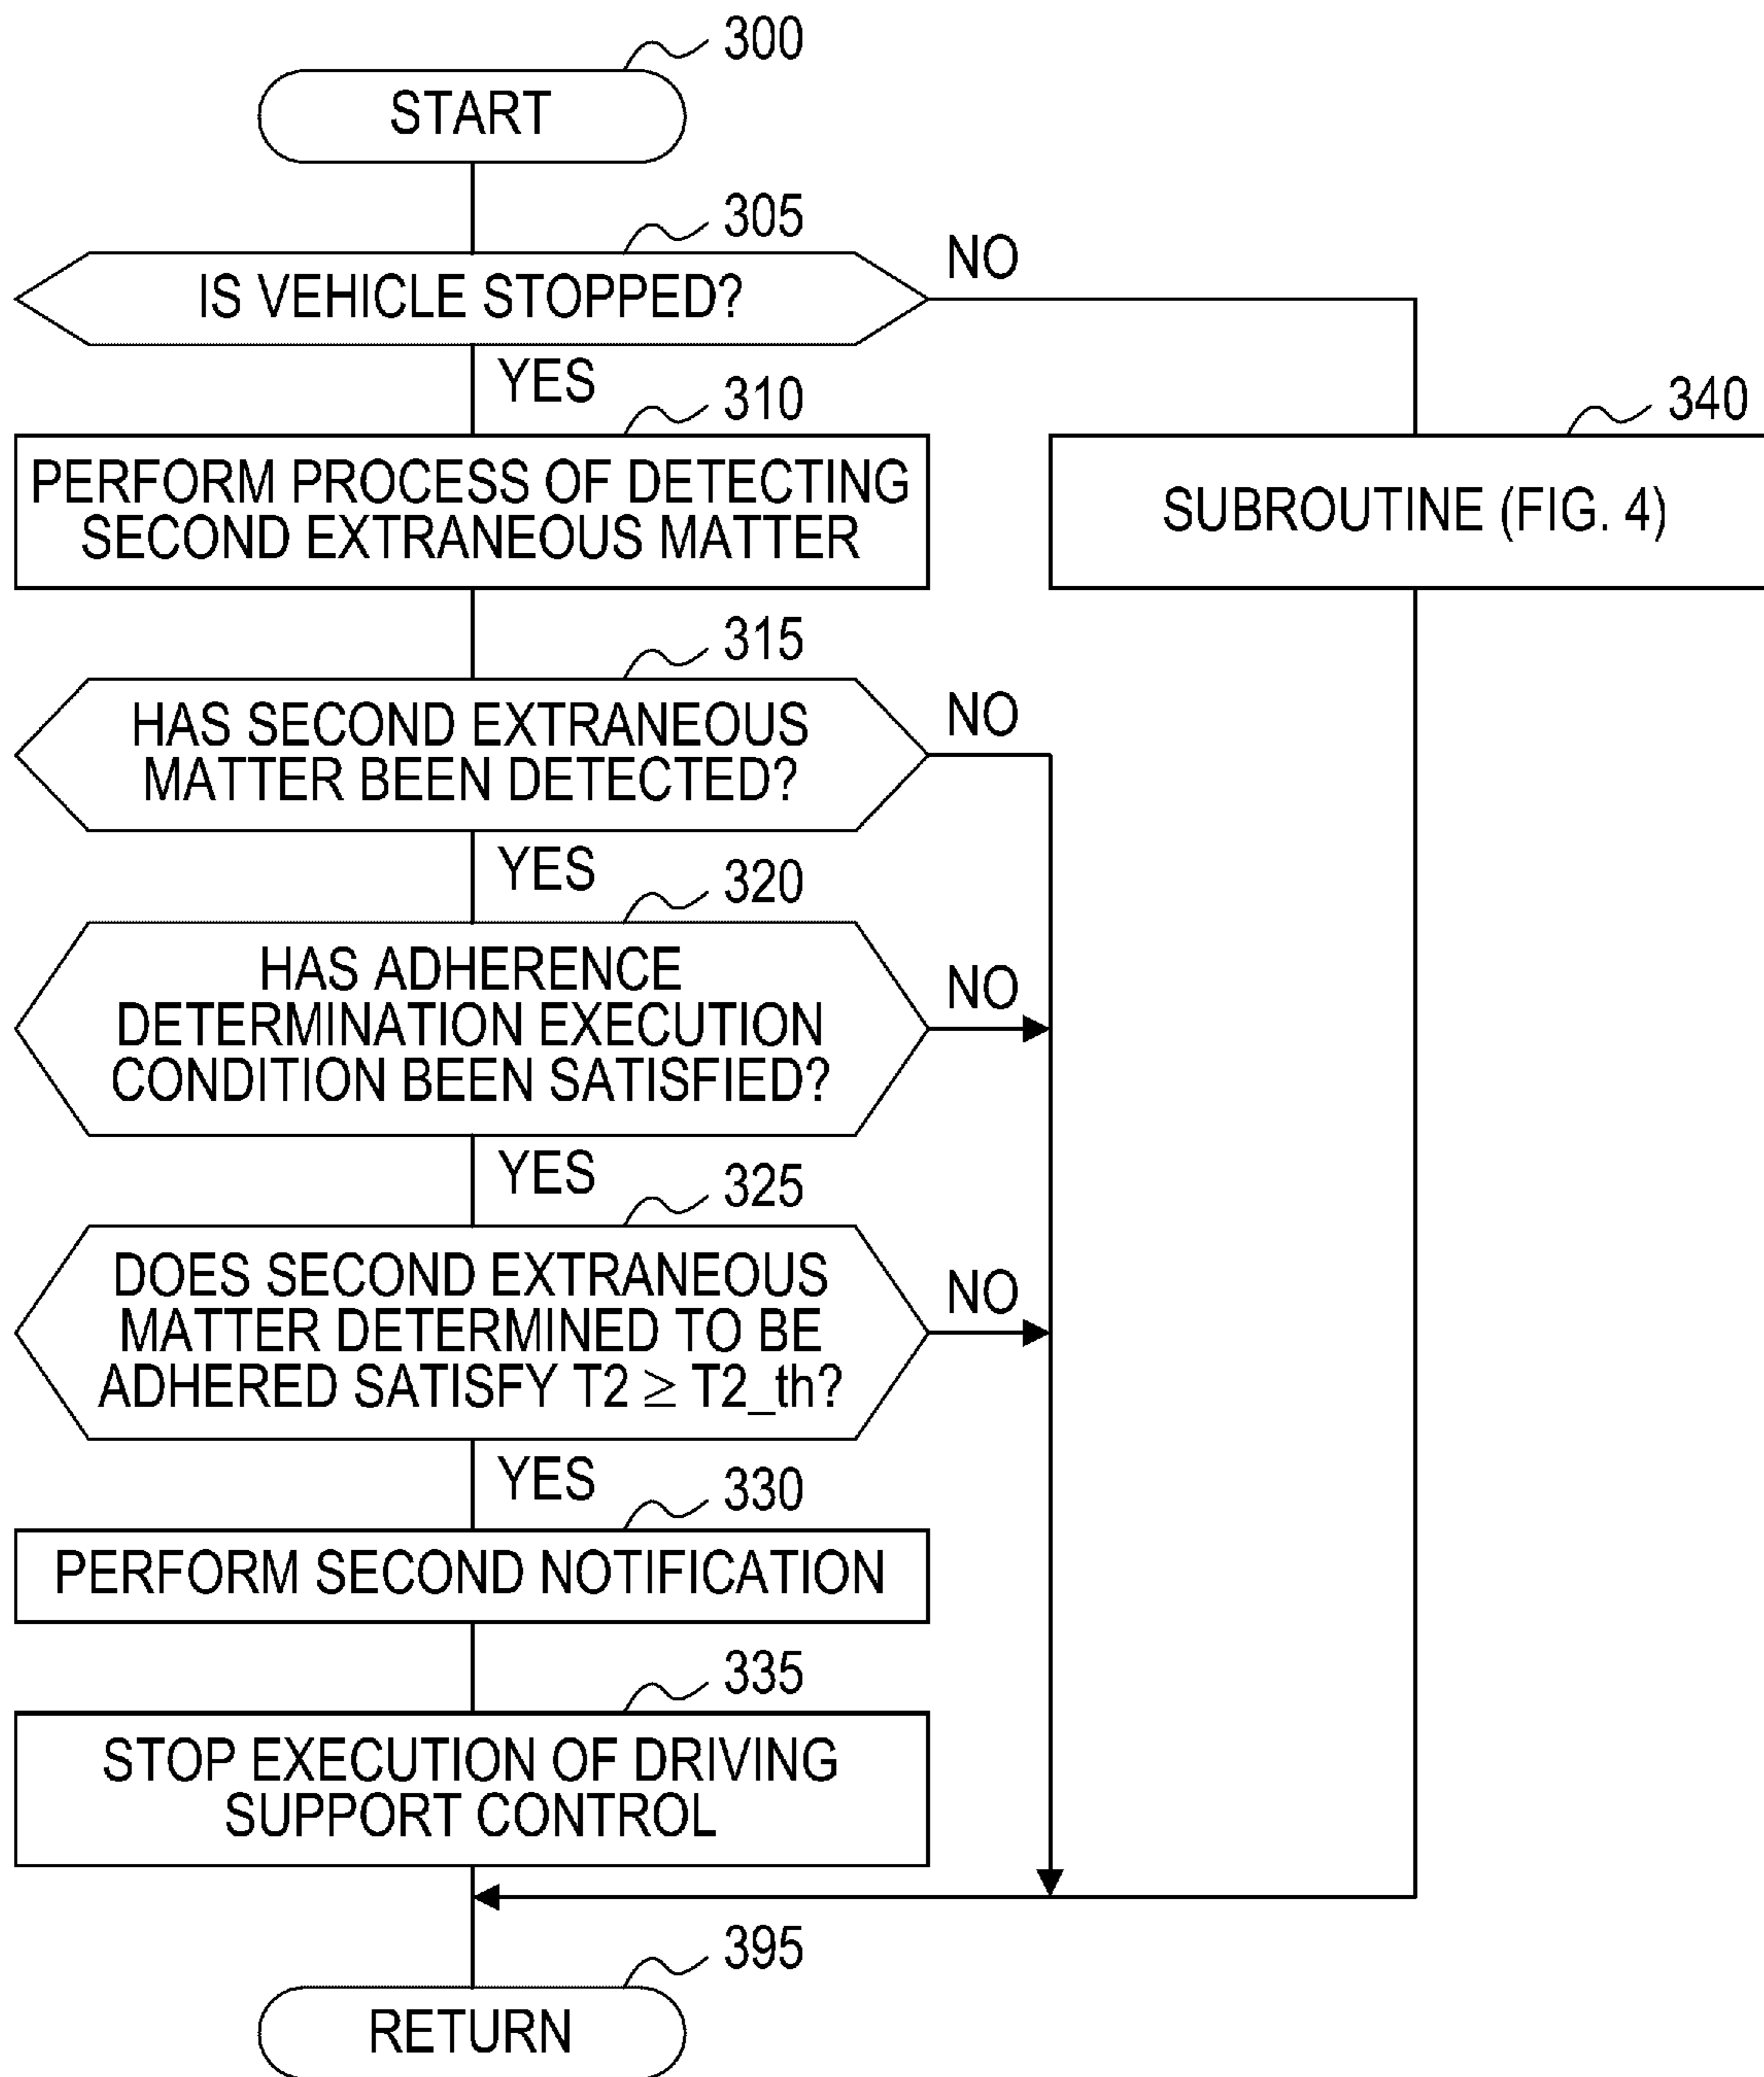 300
START
305
IS VEHICLE STOPPED?
NO
YES
310
PERFORM PROCESS OF DETECTING
SECOND EXTRANEOUS MATTER
340
SUBROUTINE (FIG. 4)
315
HAS SECOND EXTRANEOUS
MATTER BEEN DETECTED?
NO
YES
320
HAS ADHERENCE
DETERMINATION EXECUTION
CONDITION BEEN SATISFIED?
NO
YES
325
DOES SECOND EXTRANEOUS
MATTER DETERMINED TO BE
ADHERED SATISFY T2 ≥ T2_th?
NO
YES
330
PERFORM SECOND NOTIFICATION
335
STOP EXECUTION OF DRIVING
SUPPORT CONTROL
395
RETURN